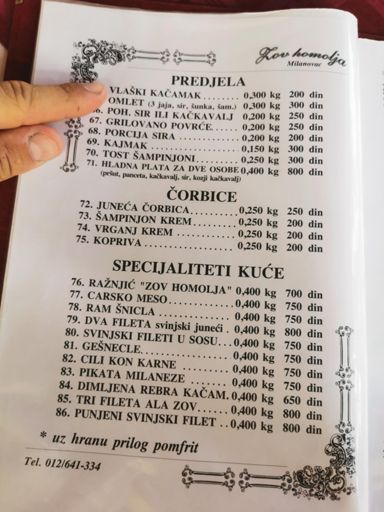 Zov homolja
Milanovac
PREDJELA
VLAŠKI KAČAMAK.......... 0,300 kg 200 din
OMLET (3 jaja, sir, šunka, šam.) 0,300 kg 200 din
66. POH. SIR ILI KAČKAVALJ 0,200 kg 250 din
67. GRILOVANO POVRĆE... 0,200 kg 250 din
68. PORCIJA SIRA............... 0,200 kg 200 din
69. KAJMAK........................ 0,150 kg 300 din
70. TOST ŠAMPINJONI......... 0,250 kg 300 din
71. HLADNA PLATA ZA DVE OSOBE 0,400 kg 800 din
(pršut, panceta, kačkavalj, sir, kozji kačkavalj)
ČORBICE
72. JUNEĆA ČORBICA......... 0,250 kg 250 din
73. ŠAMPINJON KREM........ 0,250 kg 200 din
74. VRGANJ KREM............. 0,250 kg 200 din
75. KOPRIVA...................... 0,250 kg 200 din
SPECIJALITETI KUĆE
76. RAŽNJIĆ "ZOV HOMOLJA" 0,400 kg 700 din
77. CARSKO MESO................ 0,400 kg 750 din
78. RAM ŠNICLA.................. 0,400 kg 750 din
79. DVA FILETA svinjski juneći . 0,400 kg 800 din
80. SVINJSKI FILETI U SOSU.... 0,400 kg 750 din
81. GEŠNECLE..................... 0,400 kg 750 din
82. CILI KON KARNE............ 0,400 kg 750 din
83. PIKATA MILANEZE.......... 0,400 kg 750 din
84. DIMLJENA REBRA KAČAM. 0,400 kg 650 din
85. TRI FILETA ALA ZOV....... 0,400 kg 800 din
86. PUNJENI SVINJSKI FILET .. 0,400 kg 800 din
* uz hranu prilog pomfrit
Tel. 012/641-334